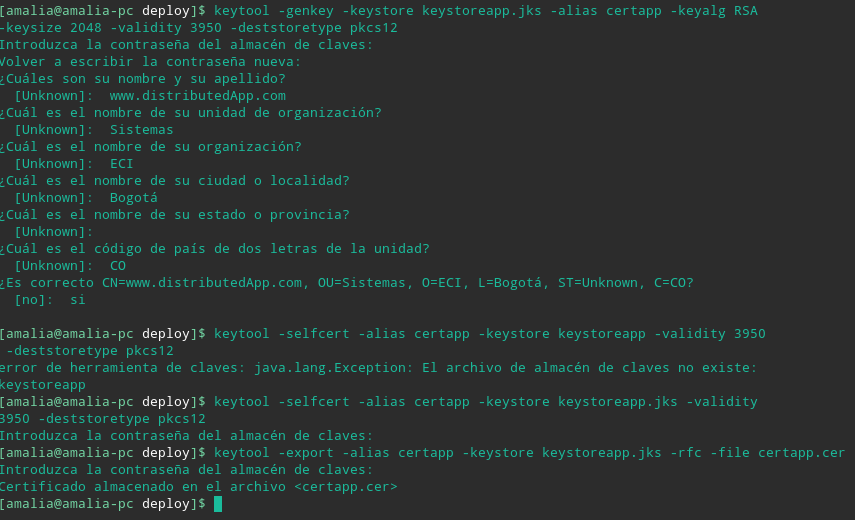 [amalia@amalia-pc deploy]$ keytool -genkey -keystore keystoreapp.jks -alias certapp -keyalg RSA
-keysize 2048 -validity 3950 -deststoretype pkcs12
Introduzca la contraseña del almacén de claves:
Volver a escribir la contraseña nueva:
¿Cuáles son su nombre y su apellido?
  [Unknown]:  www.distributedApp.com
¿Cuál es el nombre de su unidad de organización?
  [Unknown]:  Sistemas
¿Cuál es el nombre de su organización?
  [Unknown]:  ECI
¿Cuál es el nombre de su ciudad o localidad?
  [Unknown]:  Bogotá
¿Cuál es el nombre de su estado o provincia?
  [Unknown]:
¿Cuál es el código de país de dos letras de la unidad?
  [Unknown]:  CO
¿Es correcto CN=www.distributedApp.com, OU=Sistemas, O=ECI, L=Bogotá, ST=Unknown, C=CO?
  [no]:  si
[amalia@amalia-pc deploy]$ keytool -selfcert -alias certapp -keystore keystoreapp -validity 3950
 -deststoretype pkcs12
error de herramienta de claves: java.lang.Exception: El archivo de almacén de claves no existe:
keystoreapp
[amalia@amalia-pc deploy]$ keytool -selfcert -alias certapp -keystore keystoreapp.jks -validity
3950 -deststoretype pkcs12
Introduzca la contraseña del almacén de claves:
[amalia@amalia-pc deploy]$ keytool -export -alias certapp -keystore keystoreapp.jks -rfc -file certapp.cer
Introduzca la contraseña del almacén de claves:
Certificado almacenado en el archivo <certapp.cer>
[amalia@amalia-pc deploy]$